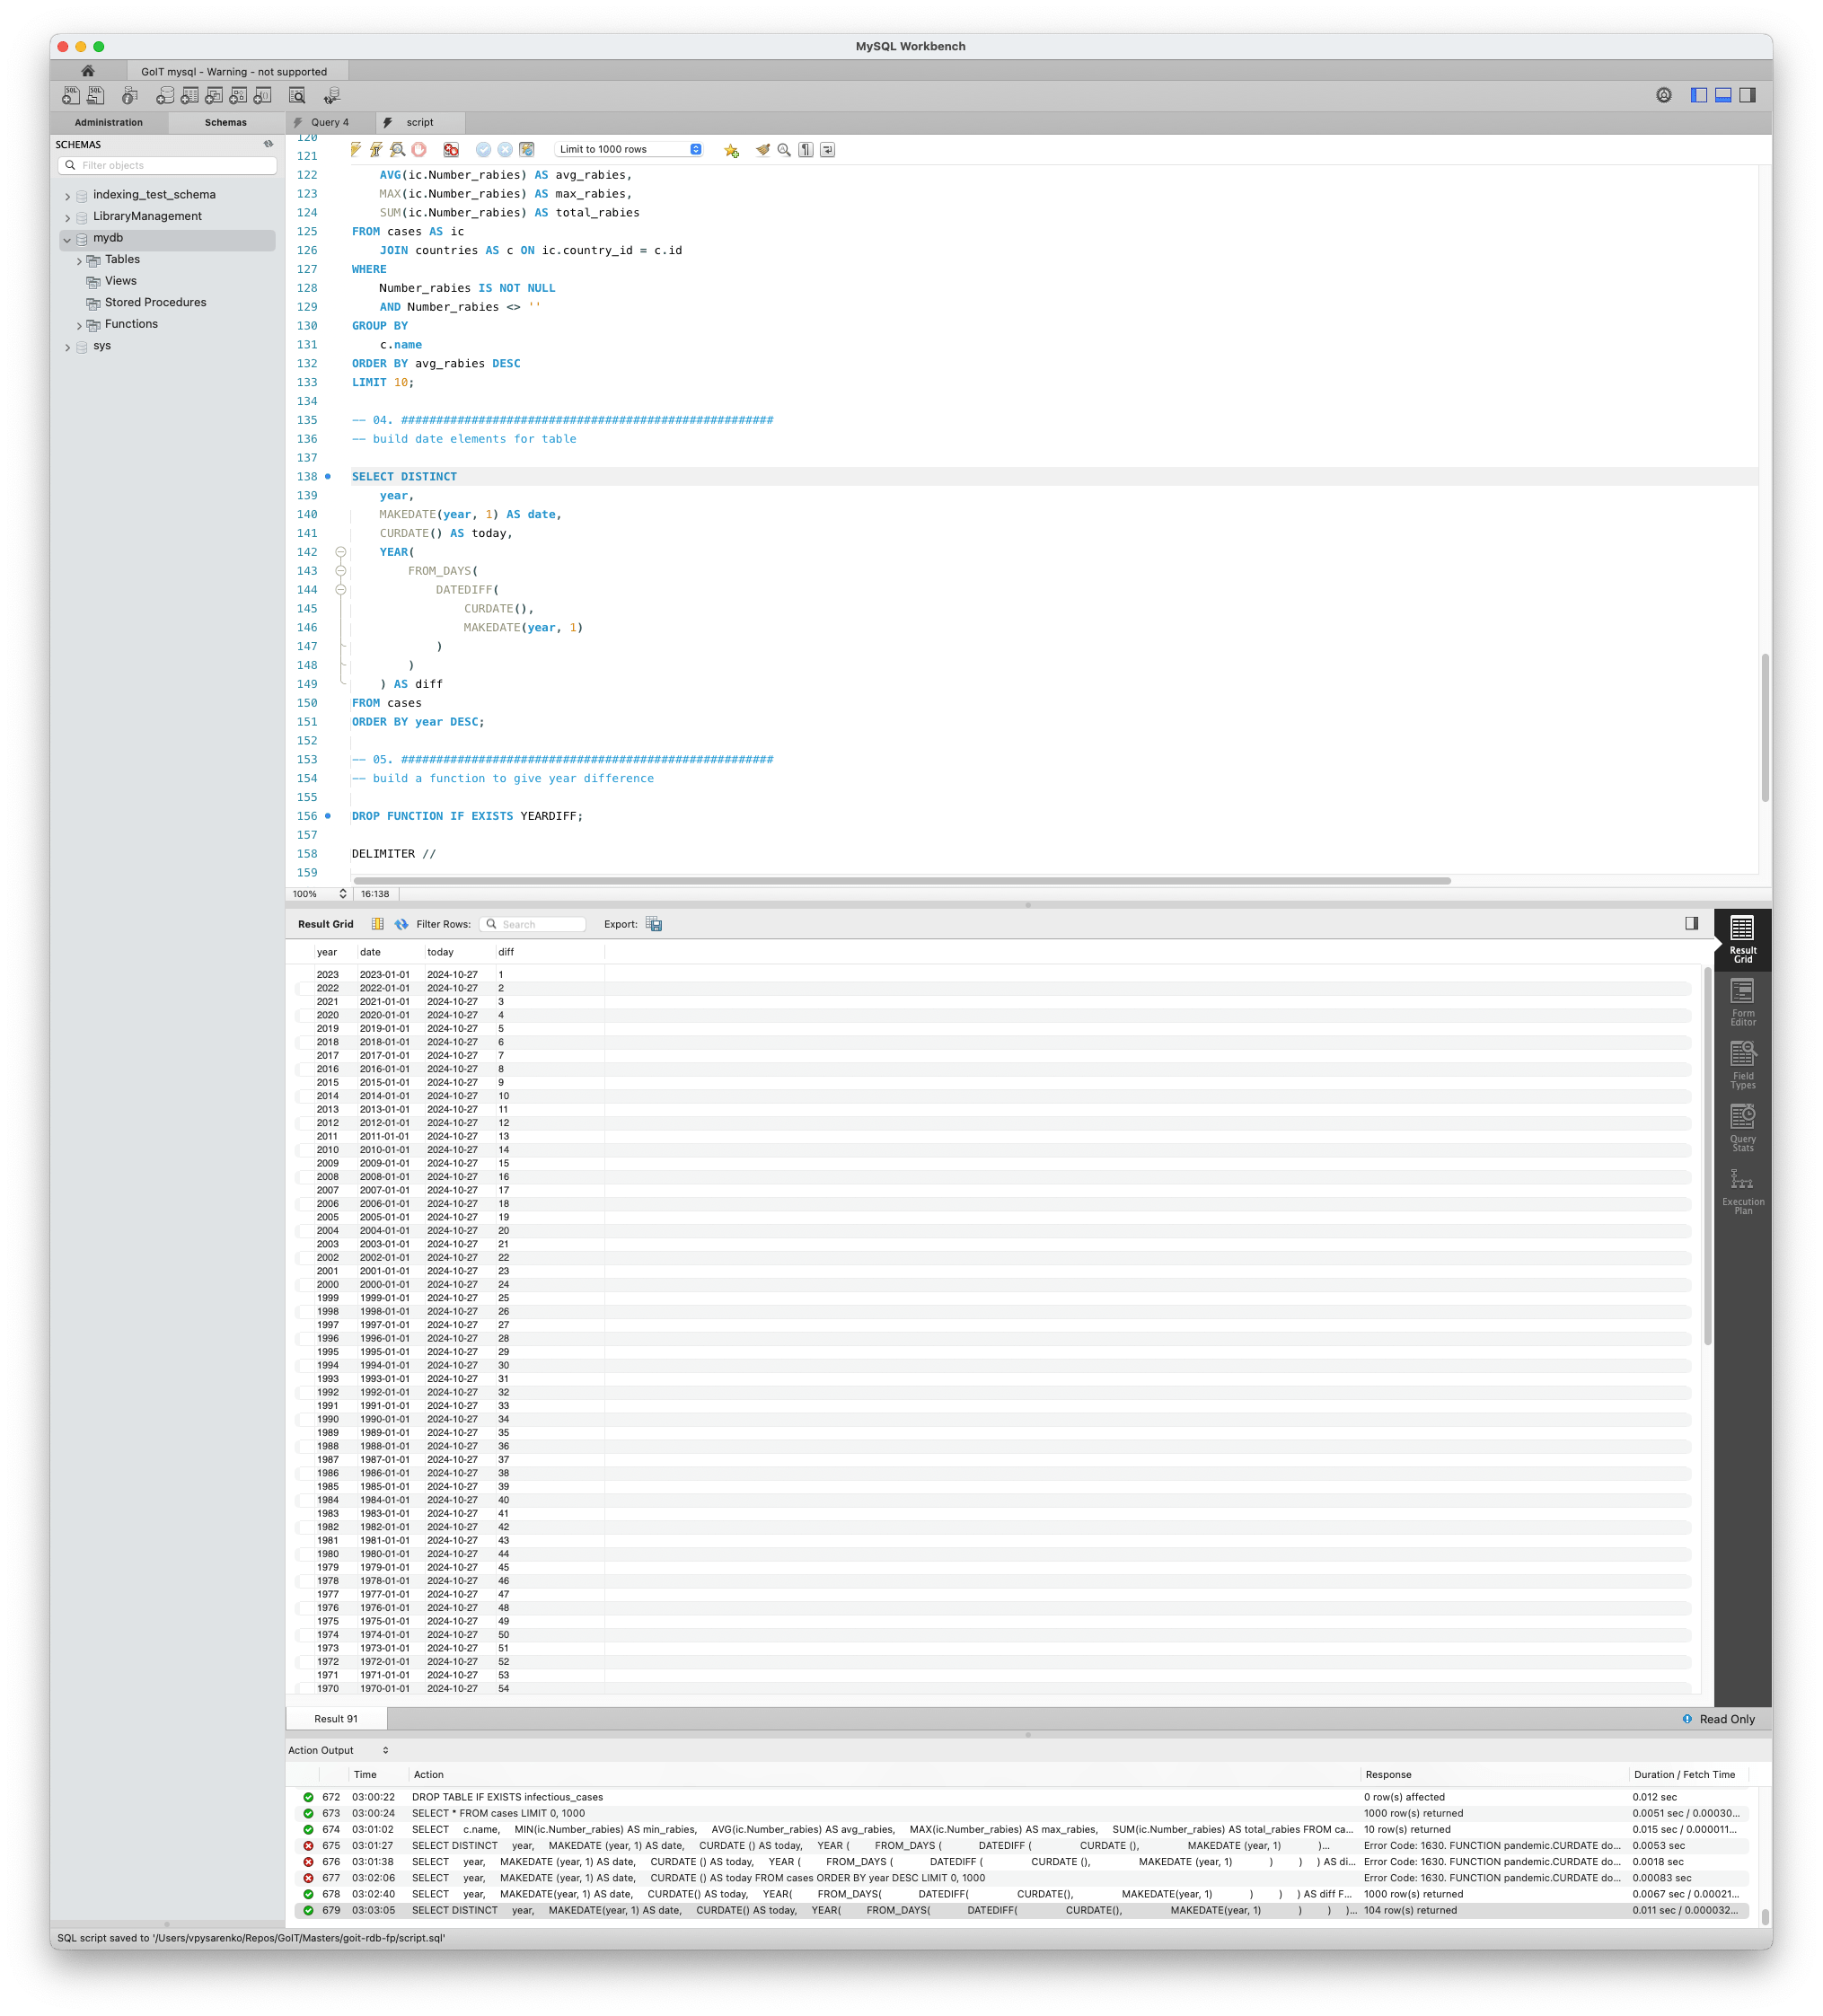 MySQL Workbench
GoIT mysql - Warning - not supported
Administration
Schemas
Query 4
script
SCHEMAS
Filter objects
indexing_test_schema
LibraryManagement
mydb
Tables
Views
Stored Procedures
Functions
sys
Limit to 1000 rows
120
121
122 AVG(ic.Number_rabies) AS avg_rabies,
123 MAX(ic.Number_rabies) AS max_rabies,
124 SUM(ic.Number_rabies) AS total_rabies
125 FROM cases AS ic
126 JOIN countries AS c ON ic.country_id = c.id
127 WHERE
128 Number_rabies IS NOT NULL
129 AND Number_rabies <> ''
130 GROUP BY
131 c.name
132 ORDER BY avg_rabies DESC
133 LIMIT 10;
134
135 -- 04. #####################################################
136 -- build date elements for table
137
138 SELECT DISTINCT
139 year,
140 MAKEDATE(year, 1) AS date,
141 CURDATE() AS today,
142 YEAR(
143 FROM_DAYS(
144 DATEDIFF(
145 CURDATE(),
146 MAKEDATE(year, 1)
147 )
148 )
149 ) AS diff
150 FROM cases
151 ORDER BY year DESC;
152
153 -- 05. #####################################################
154 -- build a function to give year difference
155
156 DROP FUNCTION IF EXISTS YEARDIFF;
157
158 DELIMITER //
159
100% 16:138
Result Grid Filter Rows: Search Export:
year date today diff
2023 2023-01-01 2024-10-27 1
2022 2022-01-01 2024-10-27 2
2021 2021-01-01 2024-10-27 3
2020 2020-01-01 2024-10-27 4
2019 2019-01-01 2024-10-27 5
2018 2018-01-01 2024-10-27 6
2017 2017-01-01 2024-10-27 7
2016 2016-01-01 2024-10-27 8
2015 2015-01-01 2024-10-27 9
2014 2014-01-01 2024-10-27 10
2013 2013-01-01 2024-10-27 11
2012 2012-01-01 2024-10-27 12
2011 2011-01-01 2024-10-27 13
2010 2010-01-01 2024-10-27 14
2009 2009-01-01 2024-10-27 15
2008 2008-01-01 2024-10-27 16
2007 2007-01-01 2024-10-27 17
2006 2006-01-01 2024-10-27 18
2005 2005-01-01 2024-10-27 19
2004 2004-01-01 2024-10-27 20
2003 2003-01-01 2024-10-27 21
2002 2002-01-01 2024-10-27 22
2001 2001-01-01 2024-10-27 23
2000 2000-01-01 2024-10-27 24
1999 1999-01-01 2024-10-27 25
1998 1998-01-01 2024-10-27 26
1997 1997-01-01 2024-10-27 27
1996 1996-01-01 2024-10-27 28
1995 1995-01-01 2024-10-27 29
1994 1994-01-01 2024-10-27 30
1993 1993-01-01 2024-10-27 31
1992 1992-01-01 2024-10-27 32
1991 1991-01-01 2024-10-27 33
1990 1990-01-01 2024-10-27 34
1989 1989-01-01 2024-10-27 35
1988 1988-01-01 2024-10-27 36
1987 1987-01-01 2024-10-27 37
1986 1986-01-01 2024-10-27 38
1985 1985-01-01 2024-10-27 39
1984 1984-01-01 2024-10-27 40
1983 1983-01-01 2024-10-27 41
1982 1982-01-01 2024-10-27 42
1981 1981-01-01 2024-10-27 43
1980 1980-01-01 2024-10-27 44
1979 1979-01-01 2024-10-27 45
1978 1978-01-01 2024-10-27 46
1977 1977-01-01 2024-10-27 47
1976 1976-01-01 2024-10-27 48
1975 1975-01-01 2024-10-27 49
1974 1974-01-01 2024-10-27 50
1973 1973-01-01 2024-10-27 51
1972 1972-01-01 2024-10-27 52
1971 1971-01-01 2024-10-27 53
1970 1970-01-01 2024-10-27 54
Result
Grid
Form
Editor
Field
Types
Query
Stats
Execution
Plan
Result 91
Read Only
Action Output
Time Action Response Duration / Fetch Time
672 03:00:22 DROP TABLE IF EXISTS infectious_cases 0 row(s) affected 0.012 sec
673 03:00:24 SELECT * FROM cases LIMIT 0, 1000 1000 row(s) returned 0.0051 sec / 0.00030...
674 03:01:02 SELECT c.name, MIN(ic.Number_rabies) AS min_rabies, AVG(ic.Number_rabies) AS avg_rabies, MAX(ic.Number_rabies) AS max_rabies, SUM(ic.Number_rabies) AS total_rabies FROM ca... 10 row(s) returned 0.015 sec / 0.000011...
675 03:01:27 SELECT DISTINCT year, MAKEDATE (year, 1) AS date, CURDATE () AS today, YEAR ( FROM_DAYS ( DATEDIFF ( CURDATE (), MAKEDATE (year, 1) )... Error Code: 1630. FUNCTION pandemic.CURDATE do... 0.0053 sec
676 03:01:38 SELECT year, MAKEDATE (year, 1) AS date, CURDATE () AS today, YEAR ( FROM_DAYS ( DATEDIFF ( CURDATE (), MAKEDATE (year, 1) ) ) ) AS di... Error Code: 1630. FUNCTION pandemic.CURDATE do... 0.0018 sec
677 03:02:06 SELECT year, MAKEDATE (year, 1) AS date, CURDATE () AS today FROM cases ORDER BY year DESC LIMIT 0, 1000 Error Code: 1630. FUNCTION pandemic.CURDATE do... 0.00083 sec
678 03:02:40 SELECT year, MAKEDATE(year, 1) AS date, CURDATE() AS today, YEAR( FROM_DAYS( DATEDIFF( CURDATE(), MAKEDATE(year, 1) ) ) ) AS diff F... 1000 row(s) returned 0.0067 sec / 0.00021...
679 03:03:05 SELECT DISTINCT year, MAKEDATE(year, 1) AS date, CURDATE() AS today, YEAR( FROM_DAYS( DATEDIFF( CURDATE(), MAKEDATE(year, 1) ) ) )... 104 row(s) returned 0.011 sec / 0.000032...
SQL script saved to '/Users/vpysarenko/Repos/GoIT/Masters/goit-rdb-fp/script.sql'